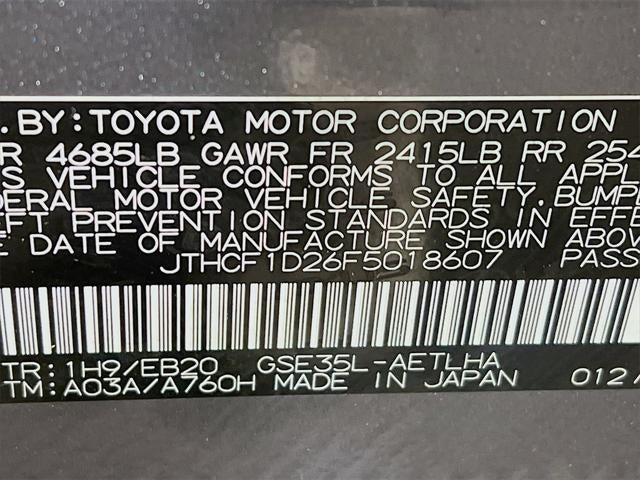 . BY: TOYOTA MOTOR CORPORATION
R 4685LB GAWR FR 2415LB RR 254
S VEHICLE CONFORMS TO ALL APPL
DERAL MOTOR VEHICLE SAFETY, BUMP
FT PREVENTION STANDARDS IN EFFE
E DATE OF MANUFACTURE SHOWN ABOV
JTHCF1D26F5018607 PASS
TR: 1H9/EB20 GSE35L-AETLHA
TM: A03A/A760H MADE IN JAPAN 012/